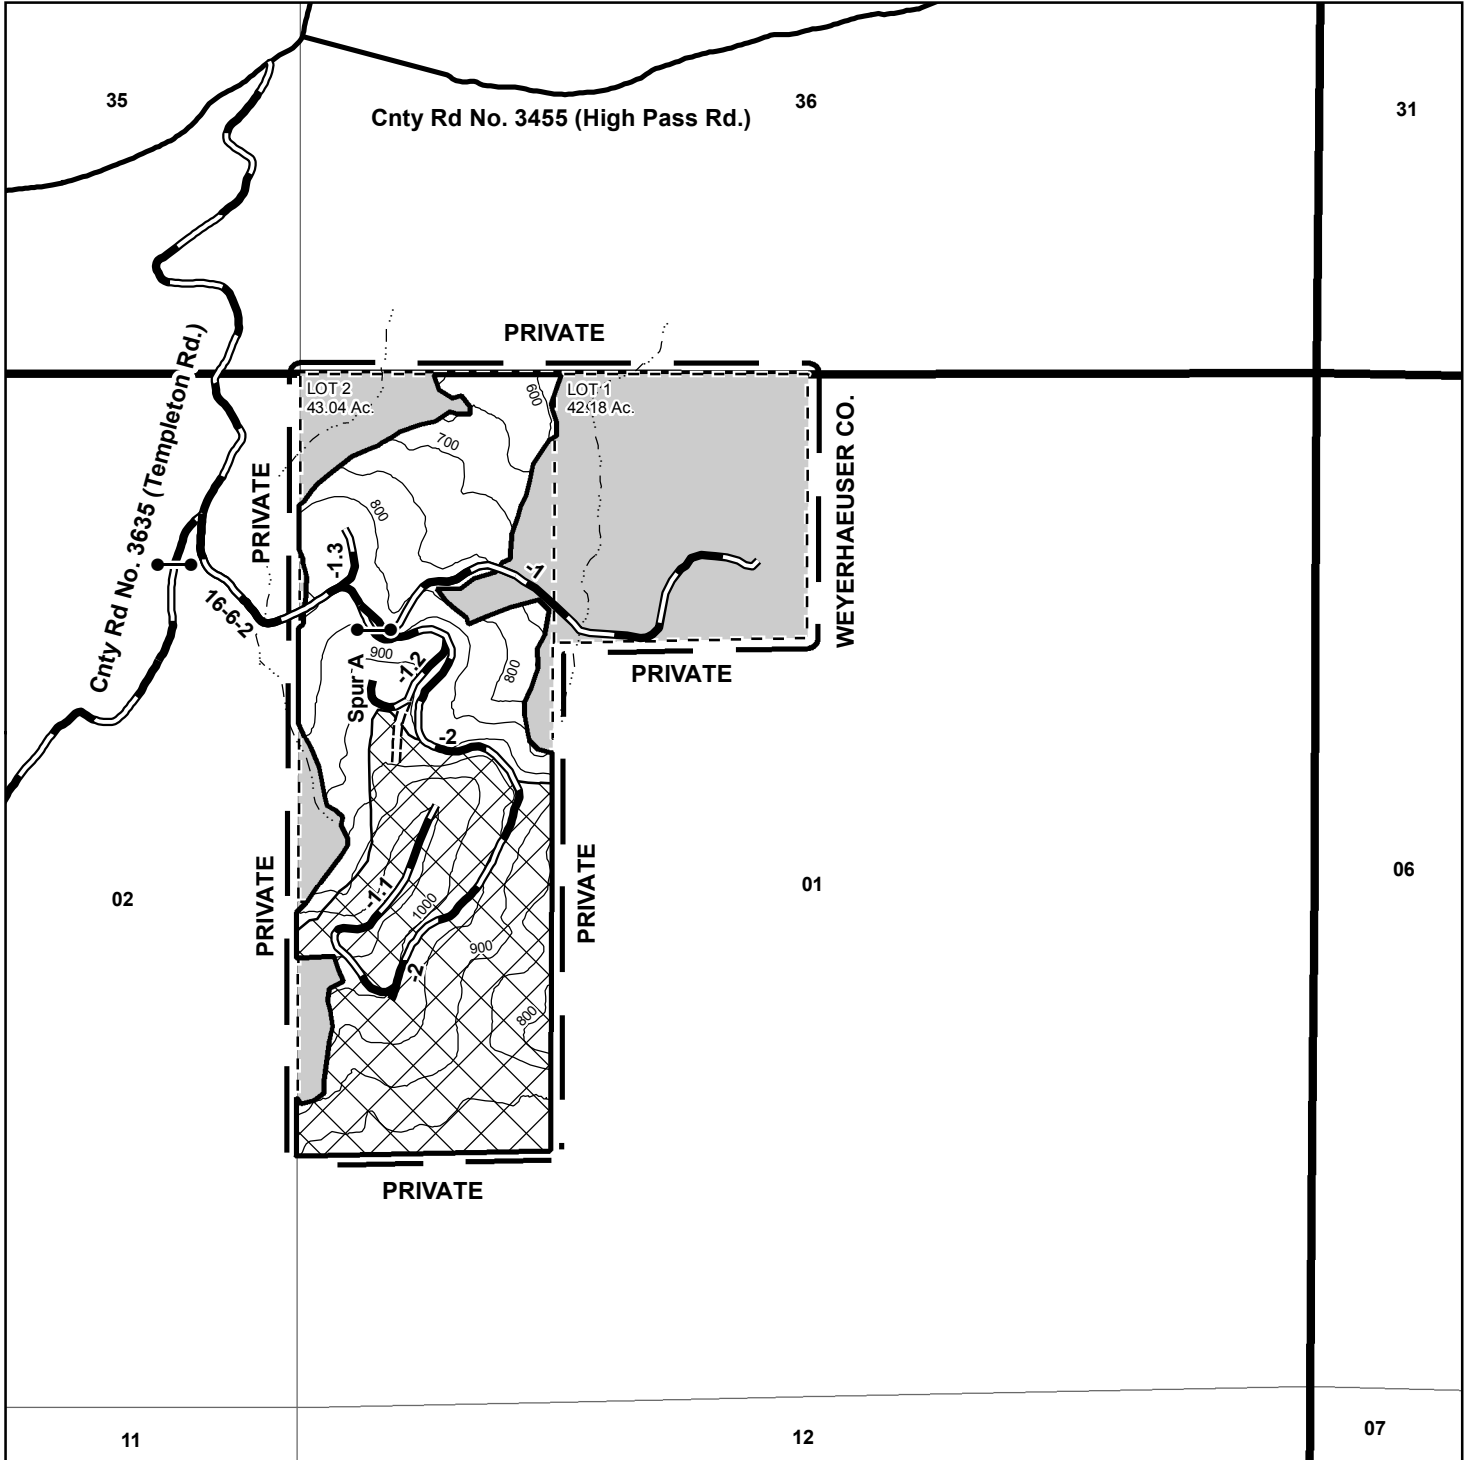 35
36
31
Cnty Rd No. 3455 (High Pass Rd.)
PRIVATE
Cnty Rd No. 3635 (Templeton Rd.)
LOT 2
43.04 Ac.
LOT 1
42.18 Ac.
600
700
800
PRIVATE
WEYERHAEUSER CO.
-1.3
-1
16-6-2
900
-1.2
Spur A
800
PRIVATE
-2
02
PRIVATE
-1.1
1000
900
-2
800
PRIVATE
01
06
PRIVATE
11
12
07